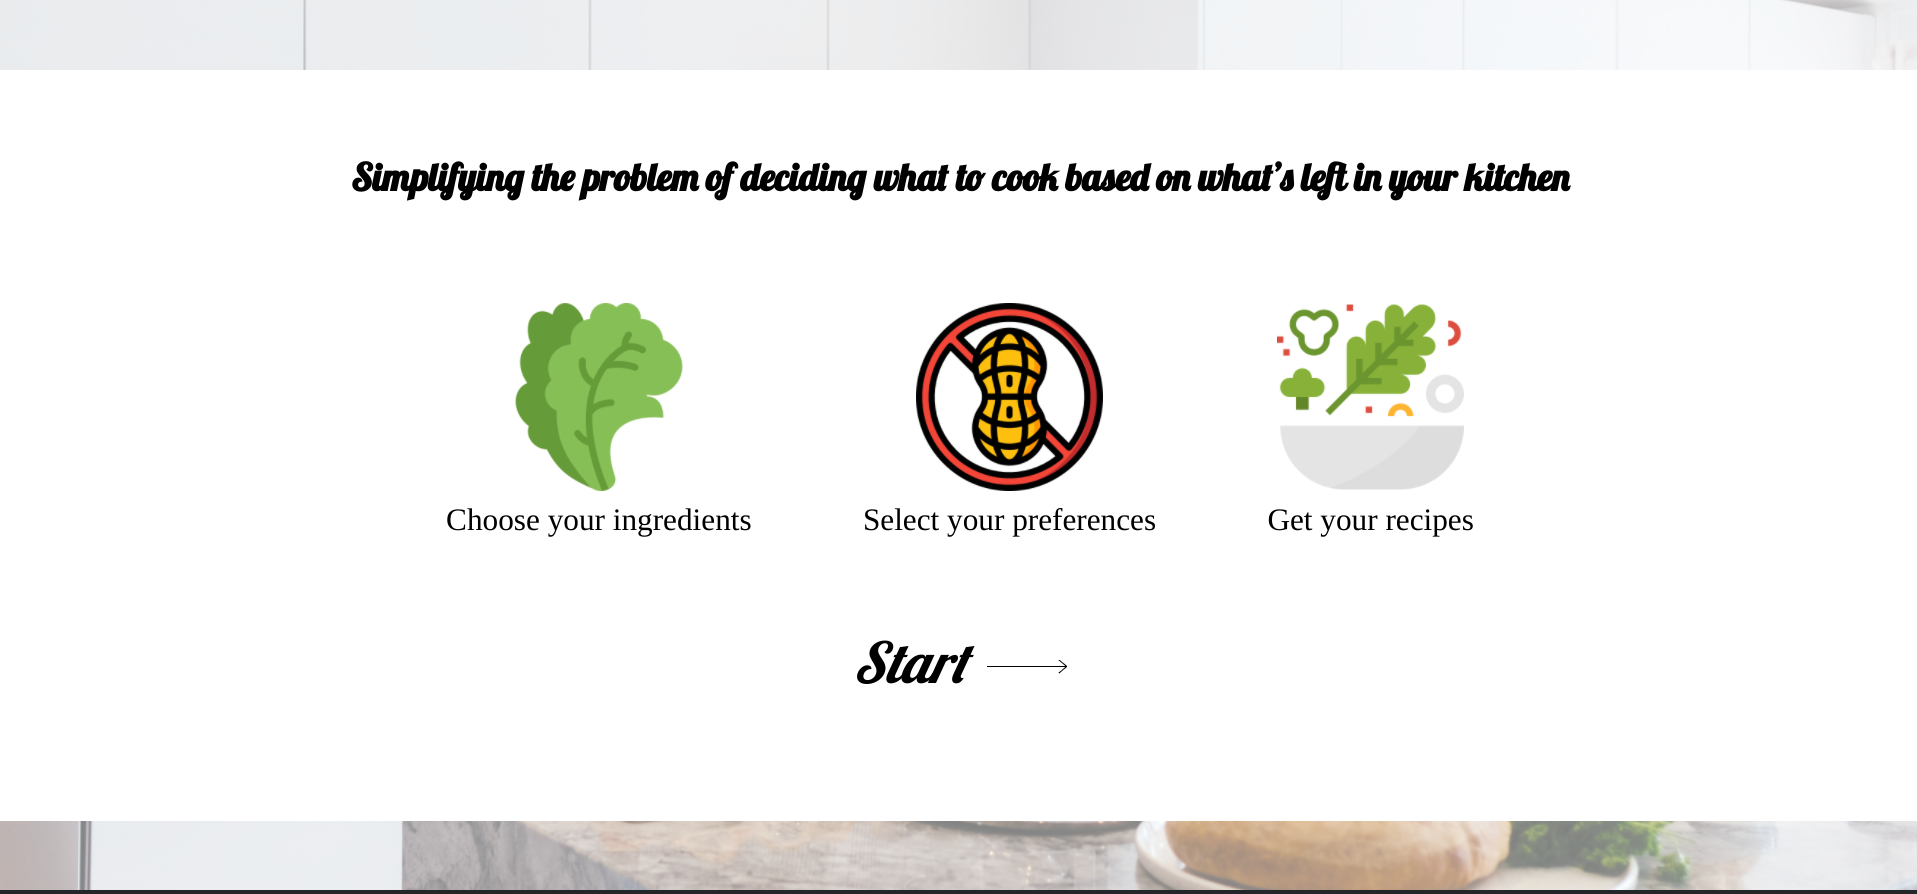 Simplifying the problem of deciding what to cook based on what’s left in your kitchen
Choose your ingredients
Select your preferences
Get your recipes
Start